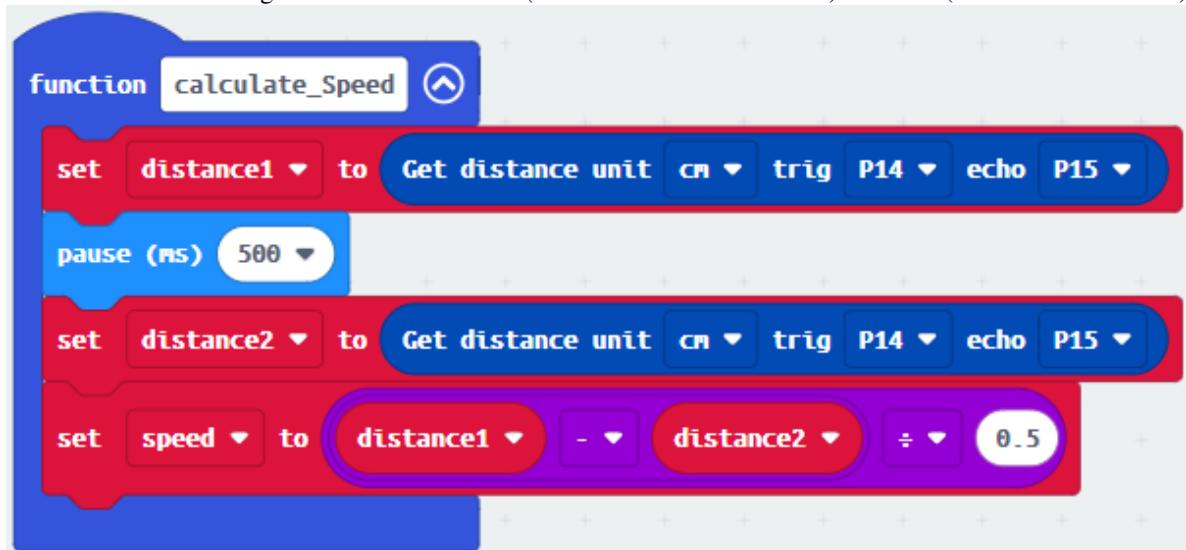 function calculate_Speed
set distance1 to Get distance unit cm trig P14 echo P15
pause (ms) 500
set distance2 to Get distance unit cm trig P14 echo P15
set speed to distance1 - distance2 ÷ 0.5